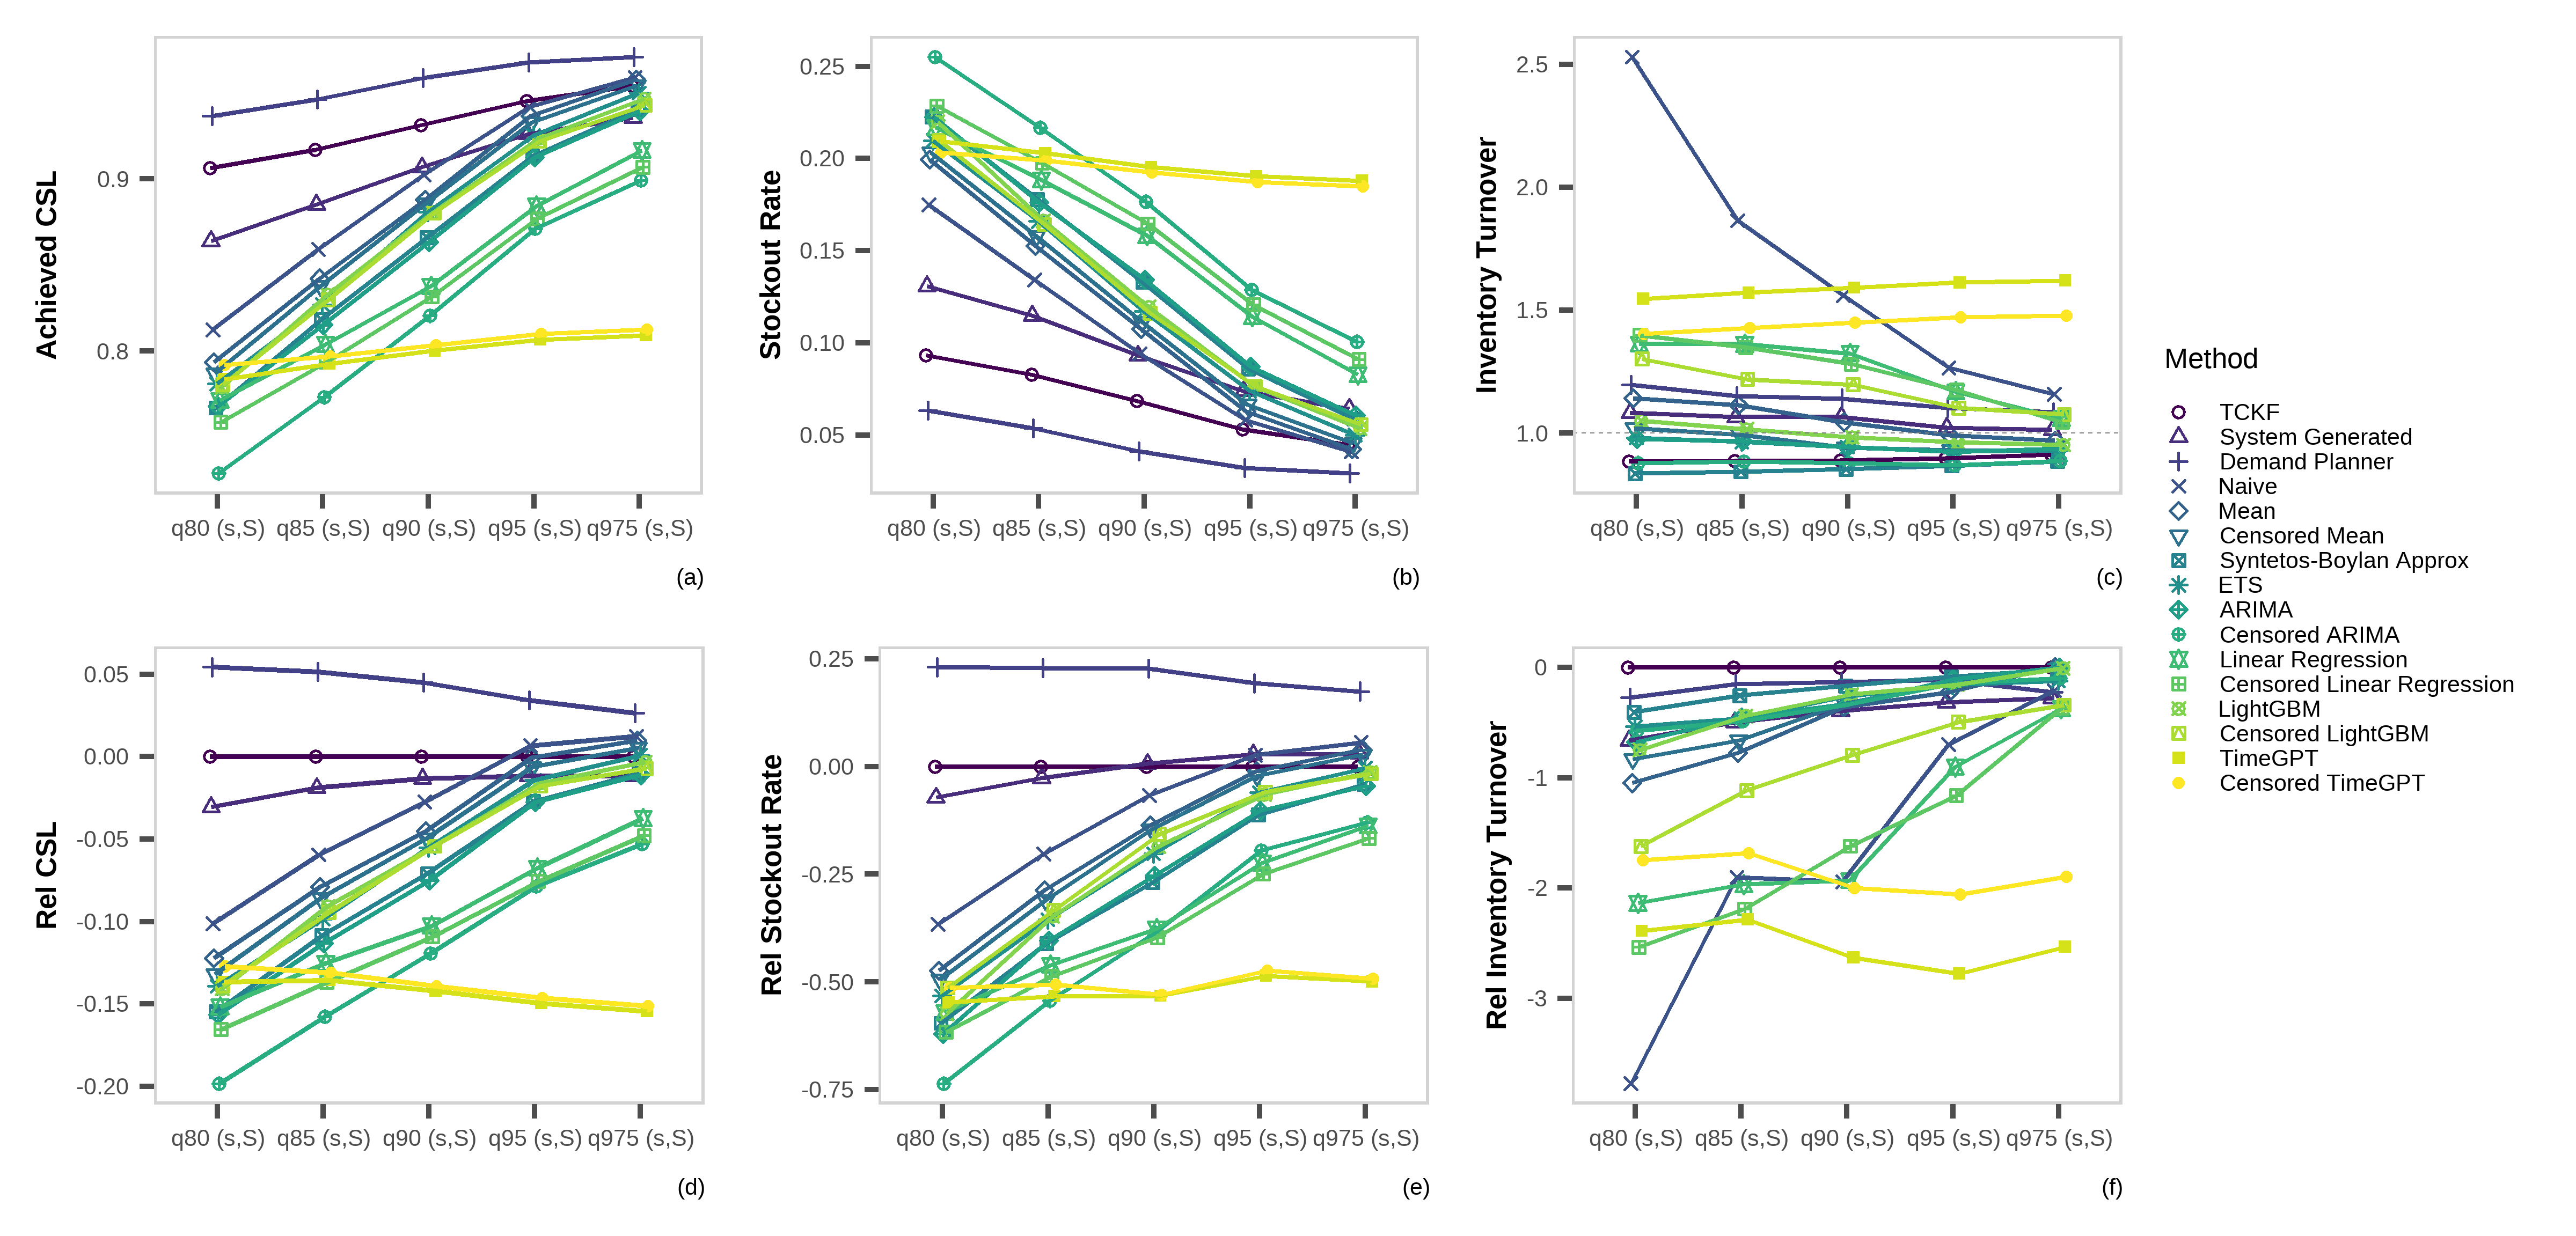 Achieved CSL
0.9
0.8
q80 (s,S) q85 (s,S) q90 (s,S) q95 (s,S) q975 (s,S)
(a)
Stockout Rate
0.25
0.20
0.15
0.10
0.05
q80 (s,S) q85 (s,S) q90 (s,S) q95 (s,S) q975 (s,S)
(b)
Inventory Turnover
2.5
2.0
1.5
1.0
q80 (s,S) q85 (s,S) q90 (s,S) q95 (s,S) q975 (s,S)
(c)
Rel CSL
0.05
0.00
-0.05
-0.10
-0.15
-0.20
q80 (s,S) q85 (s,S) q90 (s,S) q95 (s,S) q975 (s,S)
(d)
Rel Stockout Rate
0.25
0.00
-0.25
-0.50
-0.75
q80 (s,S) q85 (s,S) q90 (s,S) q95 (s,S) q975 (s,S)
(e)
Rel Inventory Turnover
0
-1
-2
-3
q80 (s,S) q85 (s,S) q90 (s,S) q95 (s,S) q975 (s,S)
(f)
Method
TCKF
System Generated
Demand Planner
Naive
Mean
Censored Mean
Syntetos-Boylan Approx
ETS
ARIMA
Censored ARIMA
Linear Regression
Censored Linear Regression
LightGBM
Censored LightGBM
TimeGPT
Censored TimeGPT